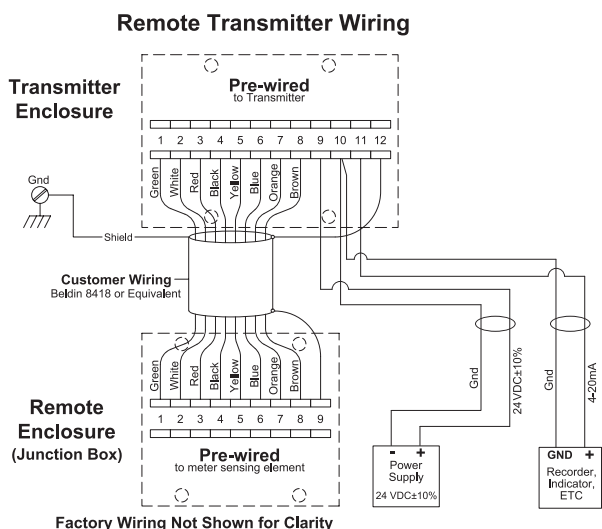 Remote Transmitter Wiring
Transmitter
Enclosure
Pre-wired
to Transmitter
1 2 3 4 5 6 7 8 9 10 11 12
Green
White
Red
Black
Yellow
Blue
Orange
Brown
Gnd
Shield
Customer Wiring
Beldin 8418 or Equivalent
Green
White
Red
Black
Yellow
Blue
Orange
Brown
1 2 3 4 5 6 7 8 9
Remote
Enclosure
(Junction Box)
Pre-wired
to meter sensing element
Gnd
24 VDC±10%
Gnd
4-20mA
- +
Power
Supply
24 VDC±10%
GND +
Recorder,
Indicator,
ETC
Factory Wiring Not Shown for Clarity